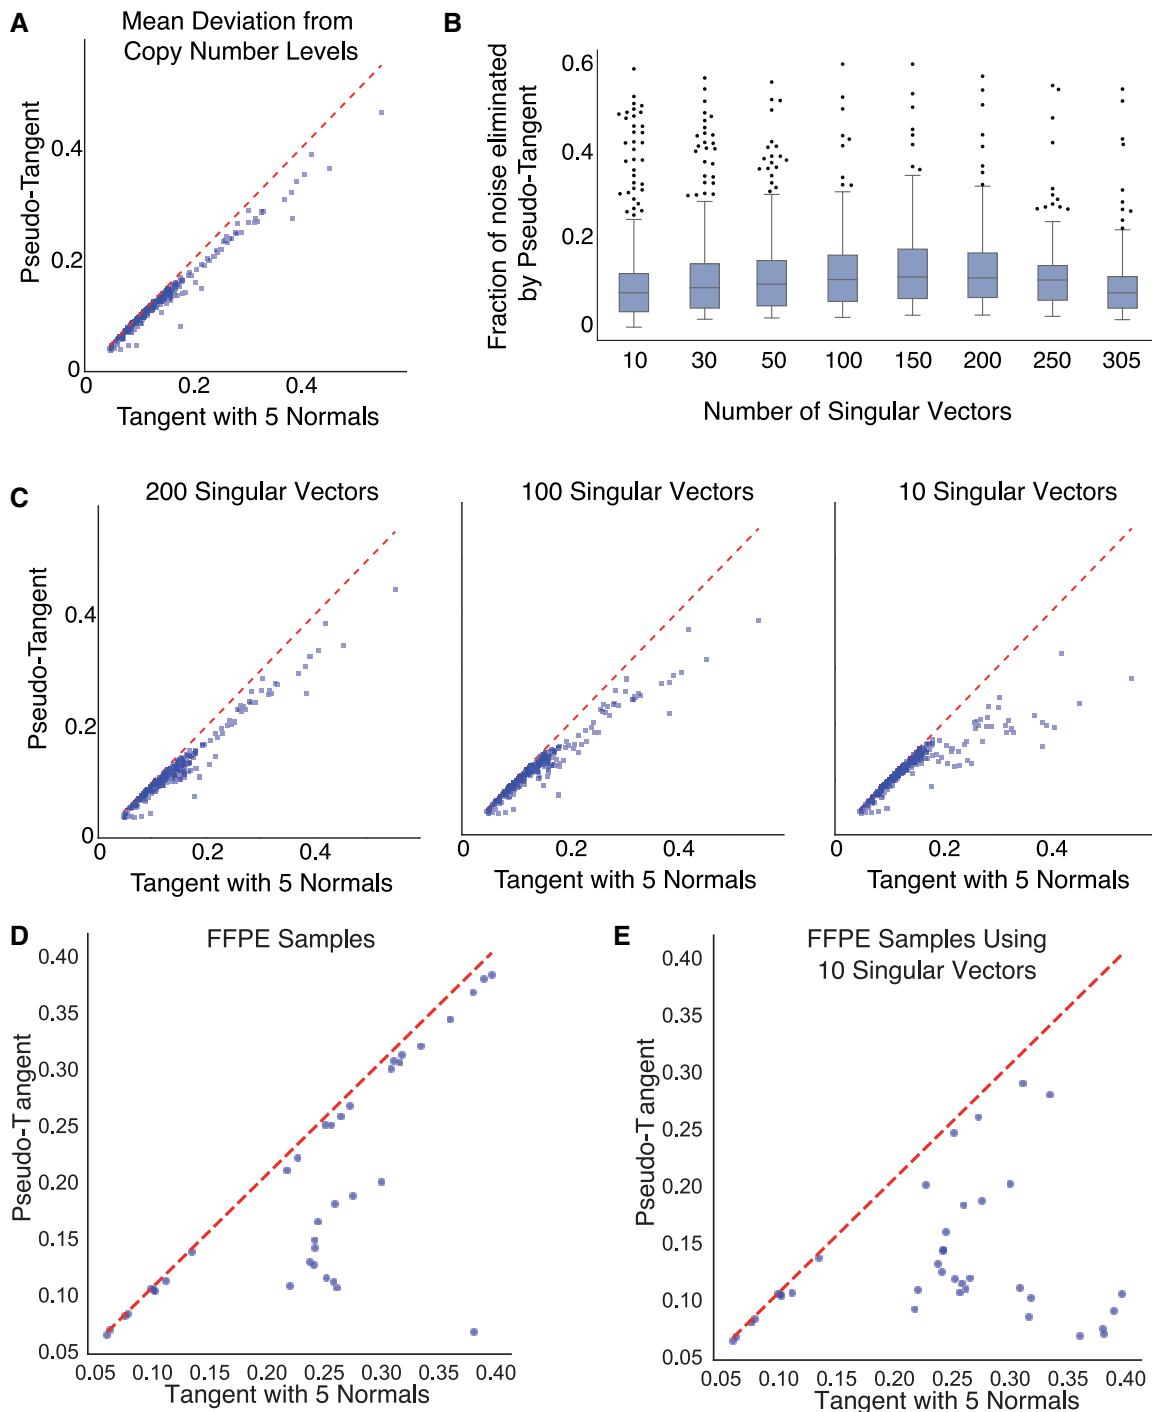 A
Mean Deviation from
Copy Number Levels
Pseudo-Tangent
0.4
0.2
0
0
0.2
0.4
Tangent with 5 Normals
B
Fraction of noise eliminated
by Pseudo-Tangent
0.6
0.4
0.2
0
10 30 50 100 150 200 250 305
Number of Singular Vectors
C
200 Singular Vectors
Pseudo-Tangent
0.4
0.2
0
0 0.2 0.4
Tangent with 5 Normals
100 Singular Vectors
0 0.2 0.4
Tangent with 5 Normals
10 Singular Vectors
0 0.2 0.4
Tangent with 5 Normals
D
FFPE Samples
Pseudo-Tangent
0.40
0.35
0.30
0.25
0.20
0.15
0.10
0.05
0.05 0.10 0.20 0.25 0.30 0.35 0.40
Tangent with 5 Normals
E
FFPE Samples Using
10 Singular Vectors
Pseudo-Tangent
0.40
0.35
0.30
0.25
0.20
0.15
0.10
0.05
0.05 0.10 0.15 0.20 0.25 0.30 0.35 0.40
Tangent with 5 Normals